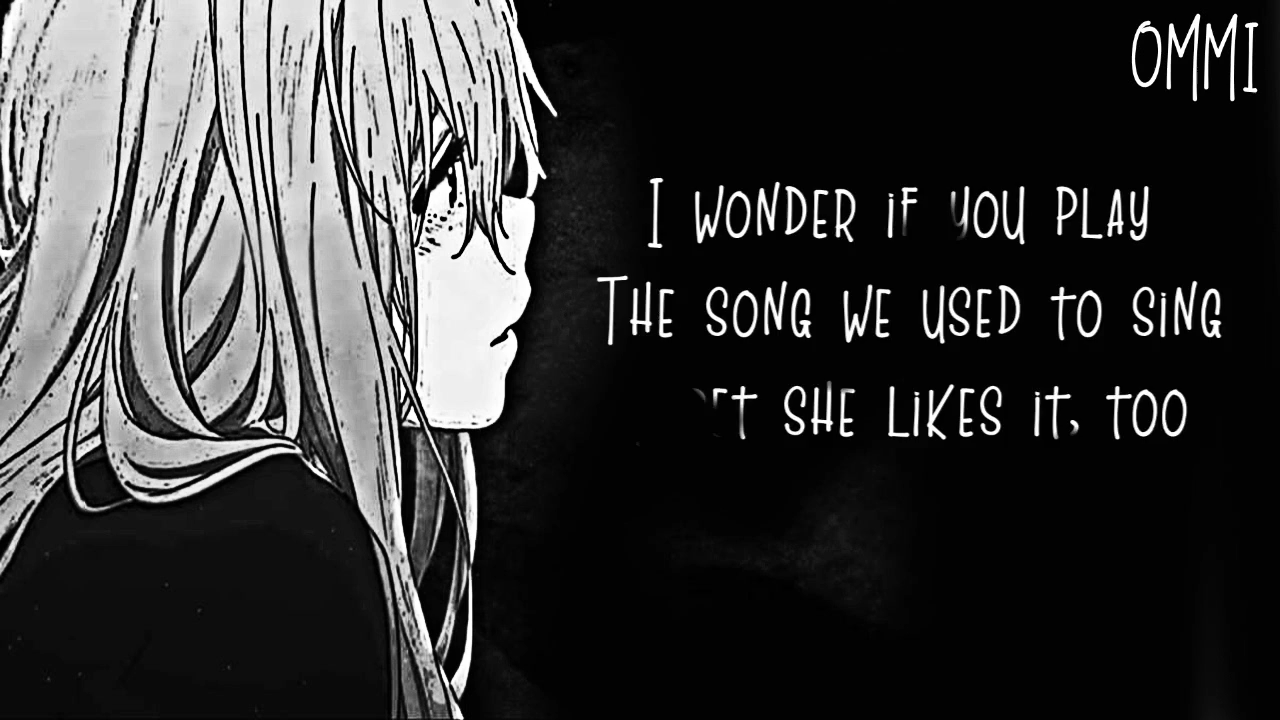 OMMI
I WONDER iF YOU PLAY
THE SONG WE USED TO SiNG
SHE LiKES iT, TOO